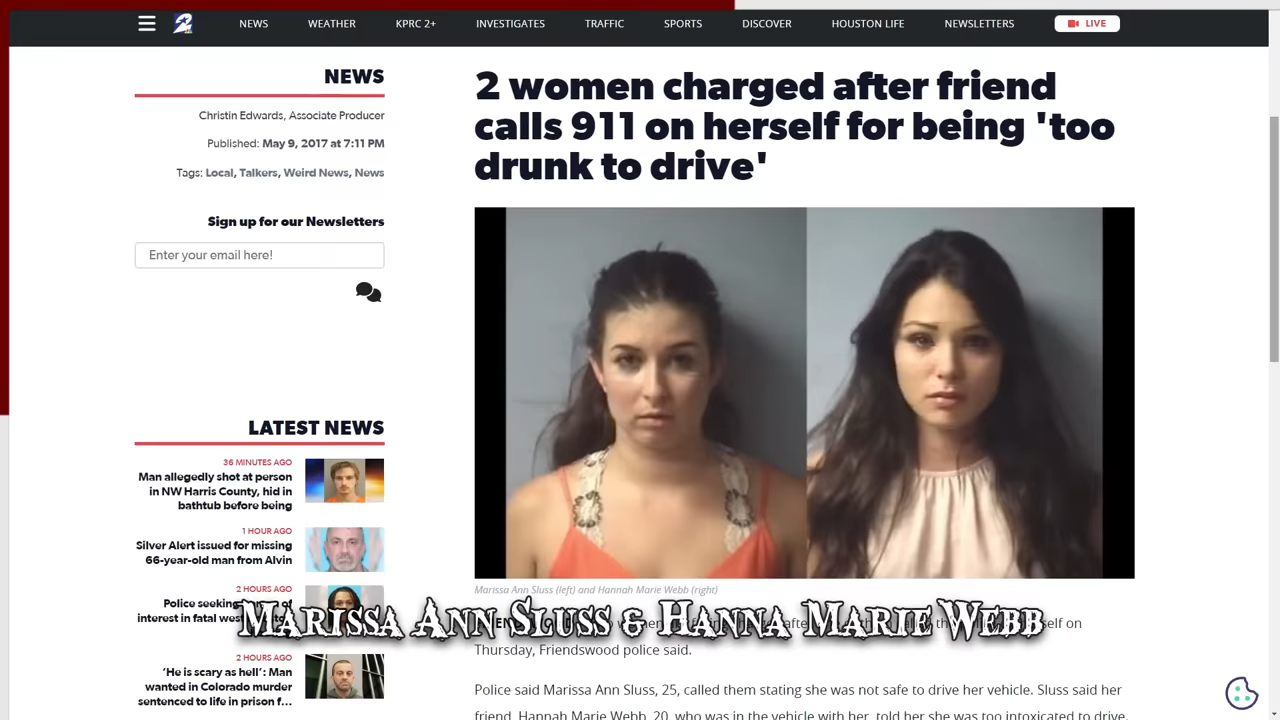 2
NEWS
WEATHER
KPRC 2+
INVESTIGATES
TRAFFIC
SPORTS
DISCOVER
HOUSTON LIFE
NEWSLETTERS
LIVE
NEWS
Christin Edwards, Associate Producer
Published: May 9, 2017 at 7:11 PM
Tags: Local, Talkers, Weird News, News
Sign up for our Newsletters
Enter your email here!
LATEST NEWS
36 MINUTES AGO
Man allegedly shot at person
in NW Harris County, hid in
bathtub before being
1 HOUR AGO
Silver Alert issued for missing
66-year-old man from Alvin
2 HOURS AGO
Police seeking
interest in fatal
2 HOURS AGO
‘He is scary as hell’: Man
wanted in Colorado murder
sentenced to life in prison f...
2 women charged after friend
calls 911 on herself for being 'too
drunk to drive'
Marissa Ann Sluss (left) and Hannah Marie Webb (right)
Marissa Ann Sluss & Hanna Marie Webb
Thursday, Friendswood police said.
Police said Marissa Ann Sluss, 25, called them stating she was not safe to drive her vehicle. Sluss said her
friend, Hannah Marie Webb, 20, who was in the vehicle with her, told her she was too intoxicated to drive.